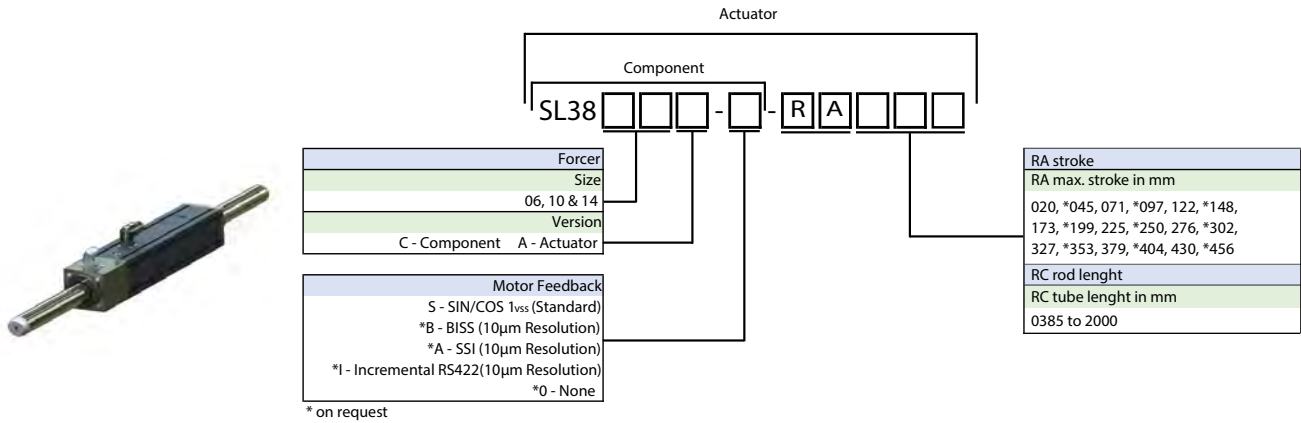 Actuator
Component
SL38 - - R A
Forcer
Size
06, 10 & 14
Version
C - Component A - Actuator
Motor Feedback
S - SIN/COS 1vss (Standard)
*B - BISS (10µm Resolution)
*A - SSI (10µm Resolution)
*I - Incremental RS422(10µm Resolution)
*0 - None
* on request
RA stroke
RA max. stroke in mm
020, *045, 071, *097, 122, *148,
173, *199, 225, *250, 276, *302,
327, *353, 379, *404, 430, *456
RC rod lenght
RC tube lenght in mm
0385 to 2000